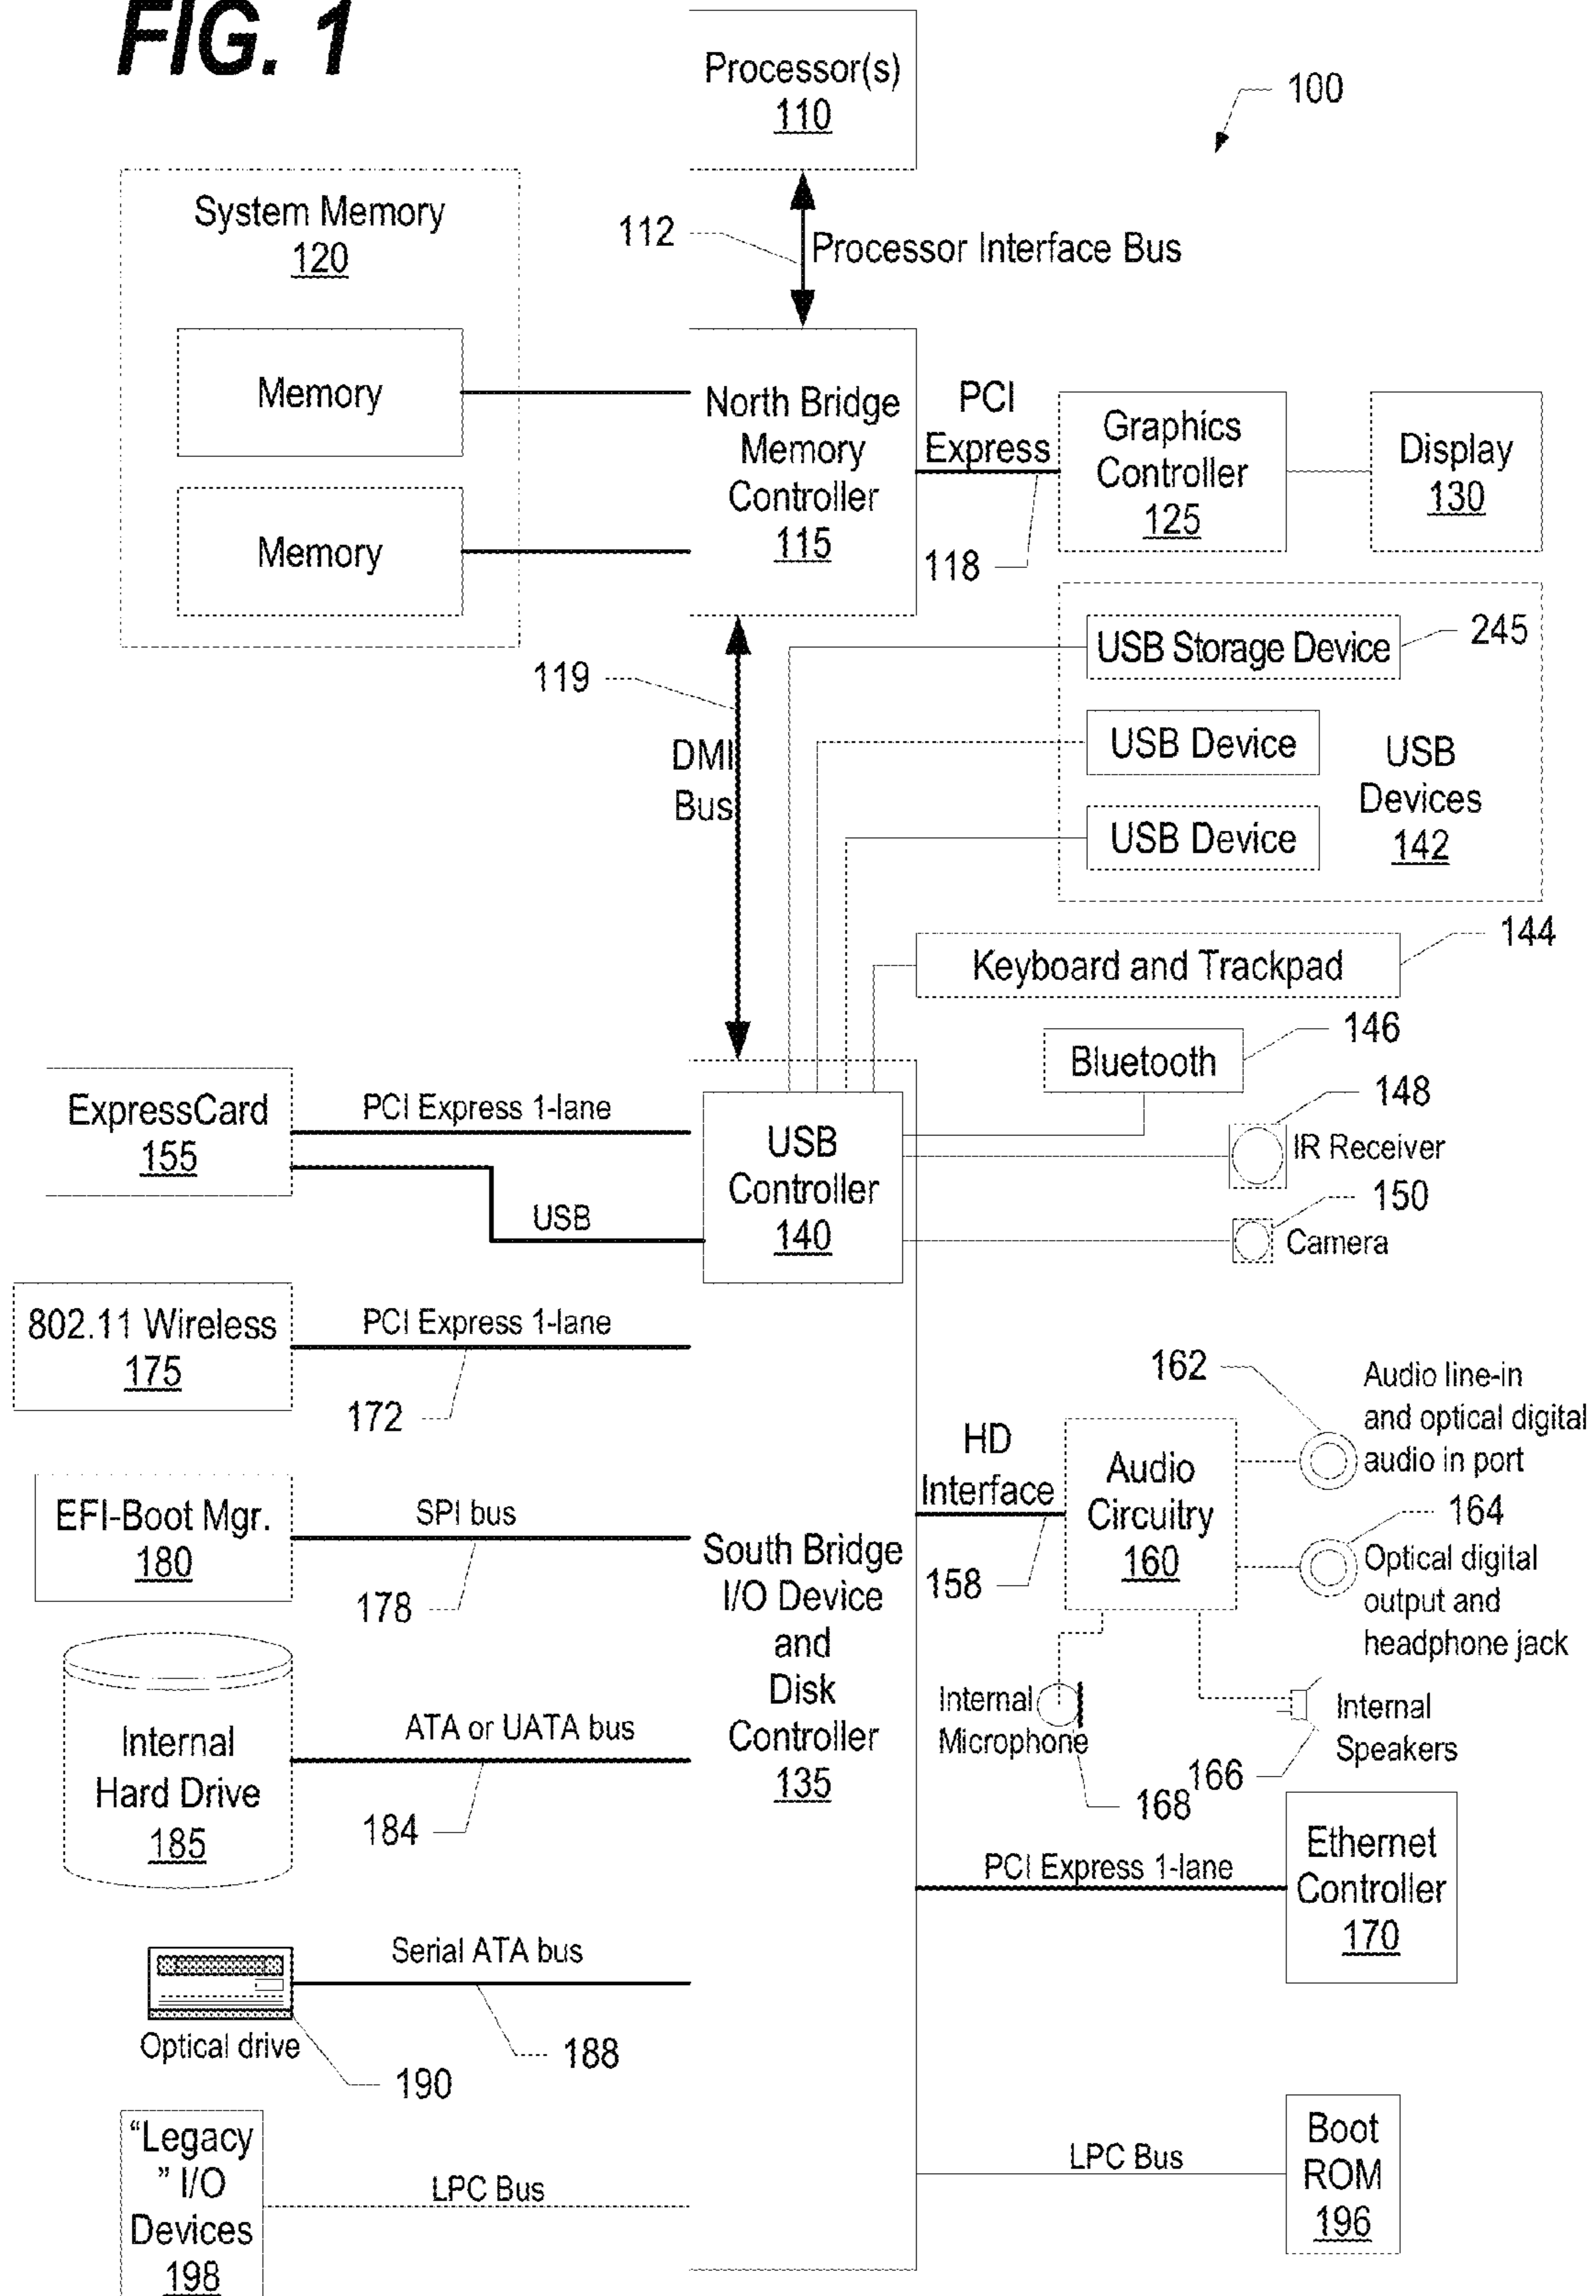 FIG. 1
Processor(s)
110
100
System Memory
120
112
Processor Interface Bus
Memory
Memory
North Bridge
Memory
Controller
115
PCI
Express
118
Graphics
Controller
125
Display
130
USB Storage Device
245
USB Device
USB Device
USB
Devices
142
119
DMI
Bus
Keyboard and Trackpad
144
Bluetooth
146
148
IR Receiver
150
Camera
ExpressCard
155
PCI Express 1-lane
USB
USB
Controller
140
802.11 Wireless
175
PCI Express 1-lane
172
162
Audio line-in
and optical digital
audio in port
HD
Interface
158
Audio
Circuitry
160
164
Optical digital
output and
headphone jack
EFI-Boot Mgr.
180
SPI bus
178
South Bridge
I/O Device
and
Disk
Controller
135
Internal
Microphone
168
166
Internal
Speakers
Internal
Hard Drive
185
ATA or UATA bus
184
PCI Express 1-lane
Ethernet
Controller
170
Serial ATA bus
188
Optical drive
190
“Legacy
” I/O
Devices
198
LPC Bus
LPC Bus
Boot
ROM
196